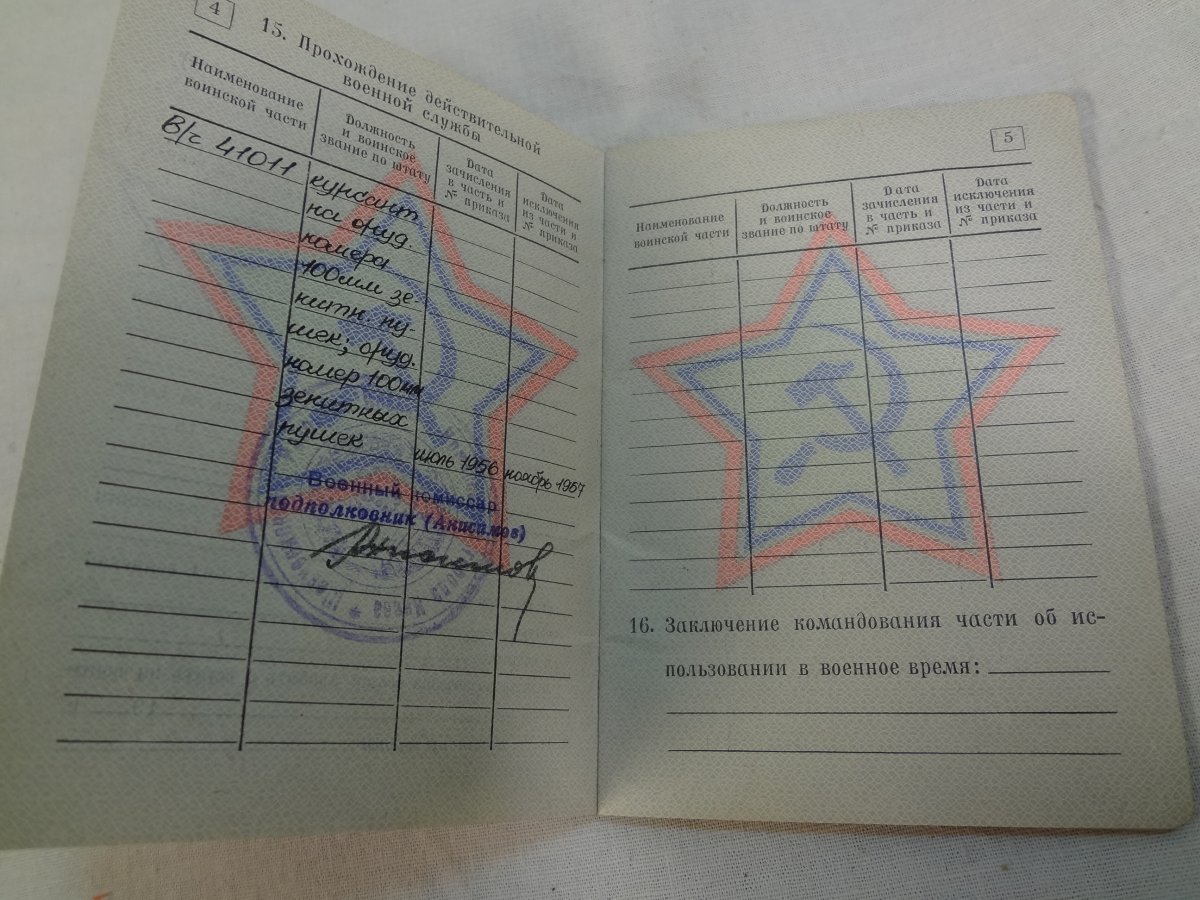 4
15. Прохождение действительной
военной службы
Наименование
воинской части
Должность
и воинское
звание по штату
Дата
зачисления
в часть и
№ приказа
Дата
исключения
из части и
№ приказа
В/с 41011
курсант
на оруд.
номера
100мм зе-
нитн. пу-
шек; оруд.
номер 100мм
зенитных
пушек
июль 1956
ноябрь 1957
Военный комиссар
подполковник (Анисимов)
5
Наименование
воинской части
Должность
и воинское
звание по штату
Дата
зачисления
в часть и
№ приказа
Дата
исключения
из части и
№ приказа
16. Заключение командования части об ис-
пользовании в военное время: